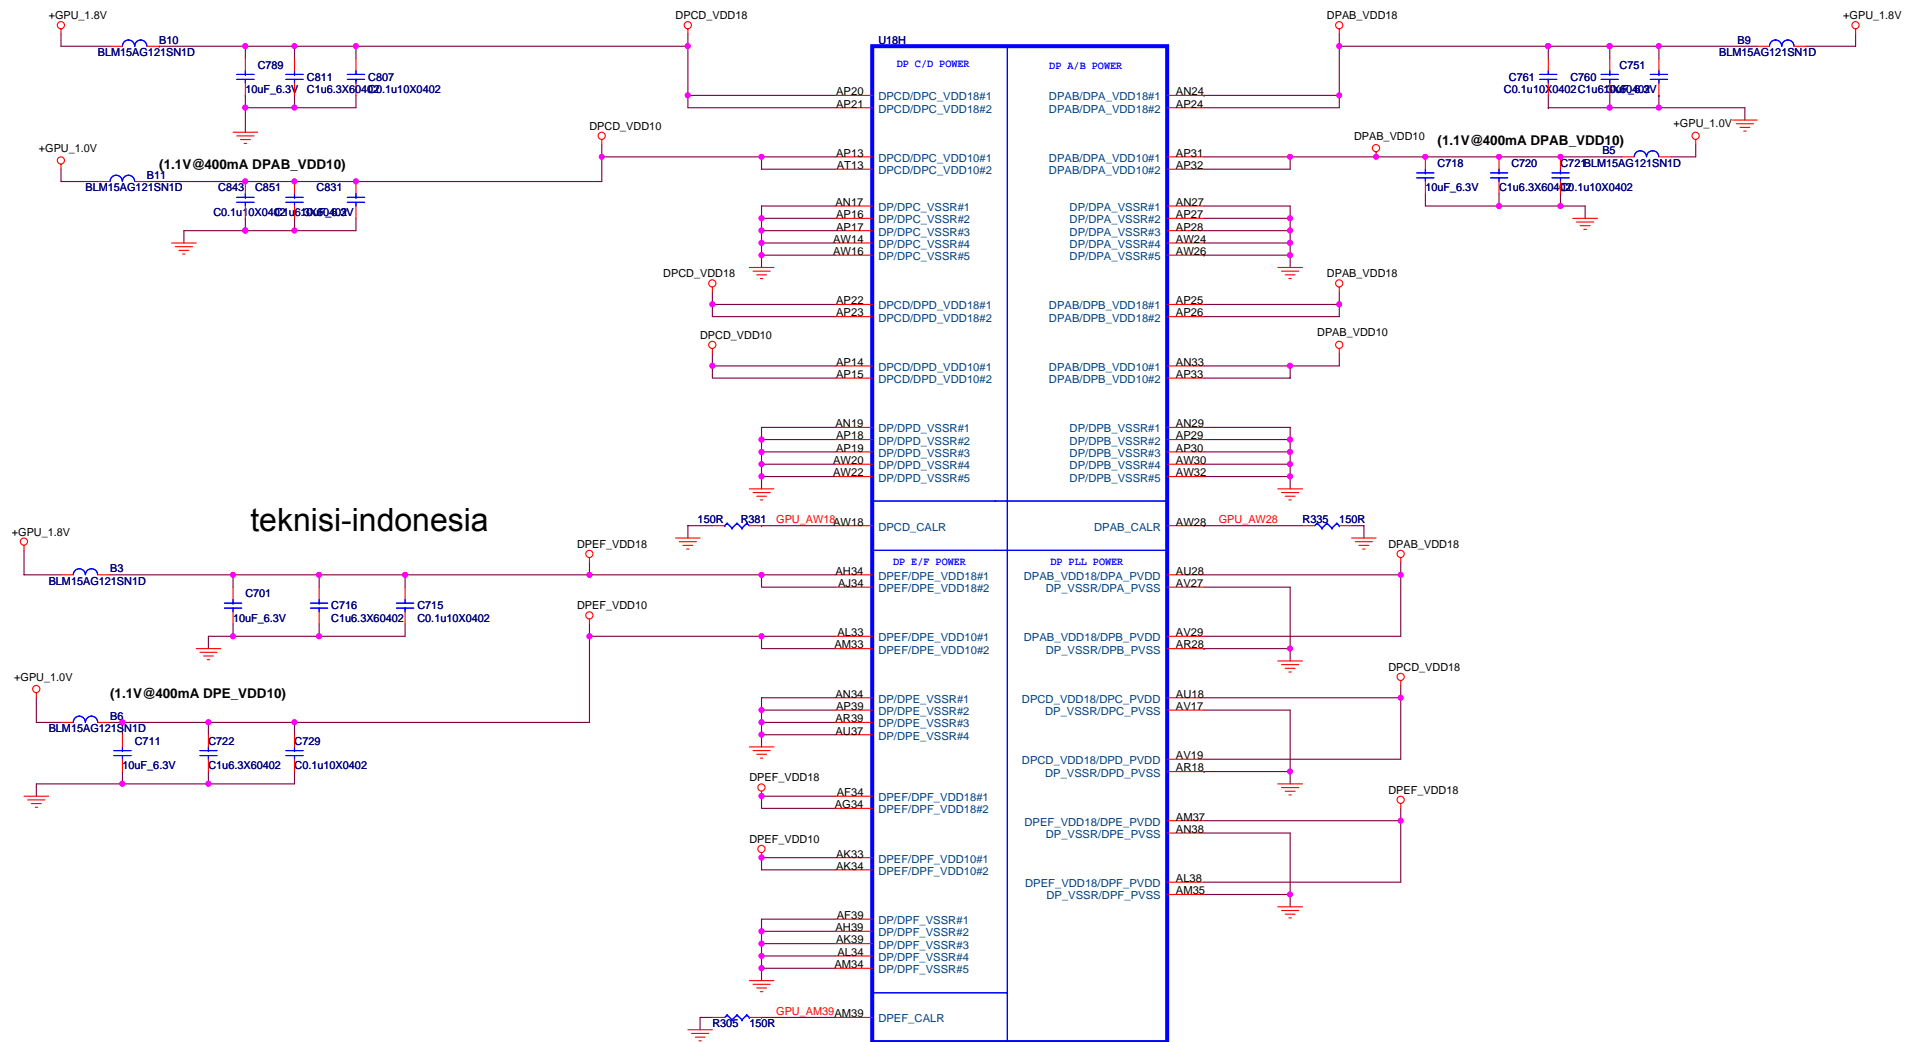 +GPU_1.8V
B10
BLM15AG121SN1D
C789
10uF_6.3V
C811
C1u6.3X60402
C807
C0.1u10X0402
DPCD_VDD18
+GPU_1.0V
(1.1V@400mA DPAB_VDD10)
B11
BLM15AG121SN1D
C843
C851
C831
C0.1u10X0402
DPCD_VDD10
DPCD_VDD18
DPCD_VDD10
U18H
DP C/D POWER
AP20 DPCD/DPC_VDD18#1
AP21 DPCD/DPC_VDD18#2
AP13 DPCD/DPC_VDD10#1
AT13 DPCD/DPC_VDD10#2
AN17 DP/DPC_VSSR#1
AP16 DP/DPC_VSSR#2
AP17 DP/DPC_VSSR#3
AW14 DP/DPC_VSSR#4
AW16 DP/DPC_VSSR#5
AP22 DPCD/DPD_VDD18#1
AP23 DPCD/DPD_VDD18#2
AP14 DPCD/DPD_VDD10#1
AP15 DPCD/DPD_VDD10#2
AN19 DP/DPD_VSSR#1
AP18 DP/DPD_VSSR#2
AP19 DP/DPD_VSSR#3
AW20 DP/DPD_VSSR#4
AW22 DP/DPD_VSSR#5
150R R381 GPU_AW18 AW18 DPCD_CALR
DP A/B POWER
DPAB/DPA_VDD18#1 AN24
DPAB/DPA_VDD18#2 AP24
DPAB/DPA_VDD10#1 AP31
DPAB/DPA_VDD10#2 AP32
DP/DPA_VSSR#1 AN27
DP/DPA_VSSR#2 AP27
DP/DPA_VSSR#3 AP28
DP/DPA_VSSR#4 AW24
DP/DPA_VSSR#5 AW26
DPAB/DPB_VDD18#1 AP25
DPAB/DPB_VDD18#2 AP26
DPAB/DPB_VDD10#1 AN33
DPAB/DPB_VDD10#2 AP33
DP/DPB_VSSR#1 AN29
DP/DPB_VSSR#2 AP29
DP/DPB_VSSR#3 AP30
DP/DPB_VSSR#4 AW30
DP/DPB_VSSR#5 AW32
DPAB_CALR AW28 GPU_AW28 R335 150R
DPAB_VDD18
+GPU_1.8V
B9
BLM15AG121SN1D
C761
C0.1u10X0402
C760
C751
DPAB_VDD10
(1.1V@400mA DPAB_VDD10)
+GPU_1.0V
B5
BLM15AG121SN1D
C718
10uF_6.3V
C720
C1u6.3X60402
C721
C0.1u10X0402
DPAB_VDD18
DPAB_VDD10
teknisi-indonesia
+GPU_1.8V
B3
BLM15AG121SN1D
C701
10uF_6.3V
C716
C1u6.3X60402
C715
C0.1u10X0402
DPEF_VDD18
DPEF_VDD10
+GPU_1.0V
(1.1V@400mA DPE_VDD10)
B6
BLM15AG121SN1D
C711
10uF_6.3V
C722
C1u6.3X60402
C729
C0.1u10X0402
DPEF_VDD18
DPEF_VDD10
DP E/F POWER
AH34 DPEF/DPE_VDD18#1
AJ34 DPEF/DPE_VDD18#2
AL33 DPEF/DPE_VDD10#1
AM33 DPEF/DPE_VDD10#2
AN34 DP/DPE_VSSR#1
AP39 DP/DPE_VSSR#2
AR39 DP/DPE_VSSR#3
AU37 DP/DPE_VSSR#4
AF34 DPEF/DPF_VDD18#1
AG34 DPEF/DPF_VDD18#2
AK33 DPEF/DPF_VDD10#1
AK34 DPEF/DPF_VDD10#2
AF39 DP/DPF_VSSR#1
AH39 DP/DPF_VSSR#2
AK39 DP/DPF_VSSR#3
AL34 DP/DPF_VSSR#4
AM34 DP/DPF_VSSR#5
R305 150R GPU_AM39 AM39 DPEF_CALR
DP PLL POWER
DPAB_VDD18/DPA_PVDD AU28
DP_VSSR/DPA_PVSS AV27
DPAB_VDD18/DPB_PVDD AV29
DP_VSSR/DPB_PVSS AR28
DPCD_VDD18/DPC_PVDD AU18
DP_VSSR/DPC_PVSS AV17
DPCD_VDD18/DPD_PVDD AV19
DP_VSSR/DPD_PVSS AR18
DPEF_VDD18/DPE_PVDD AM37
DP_VSSR/DPE_PVSS AN38
DPEF_VDD18/DPF_PVDD AL38
DP_VSSR/DPF_PVSS AM35
DPAB_VDD18
DPCD_VDD18
DPEF_VDD18